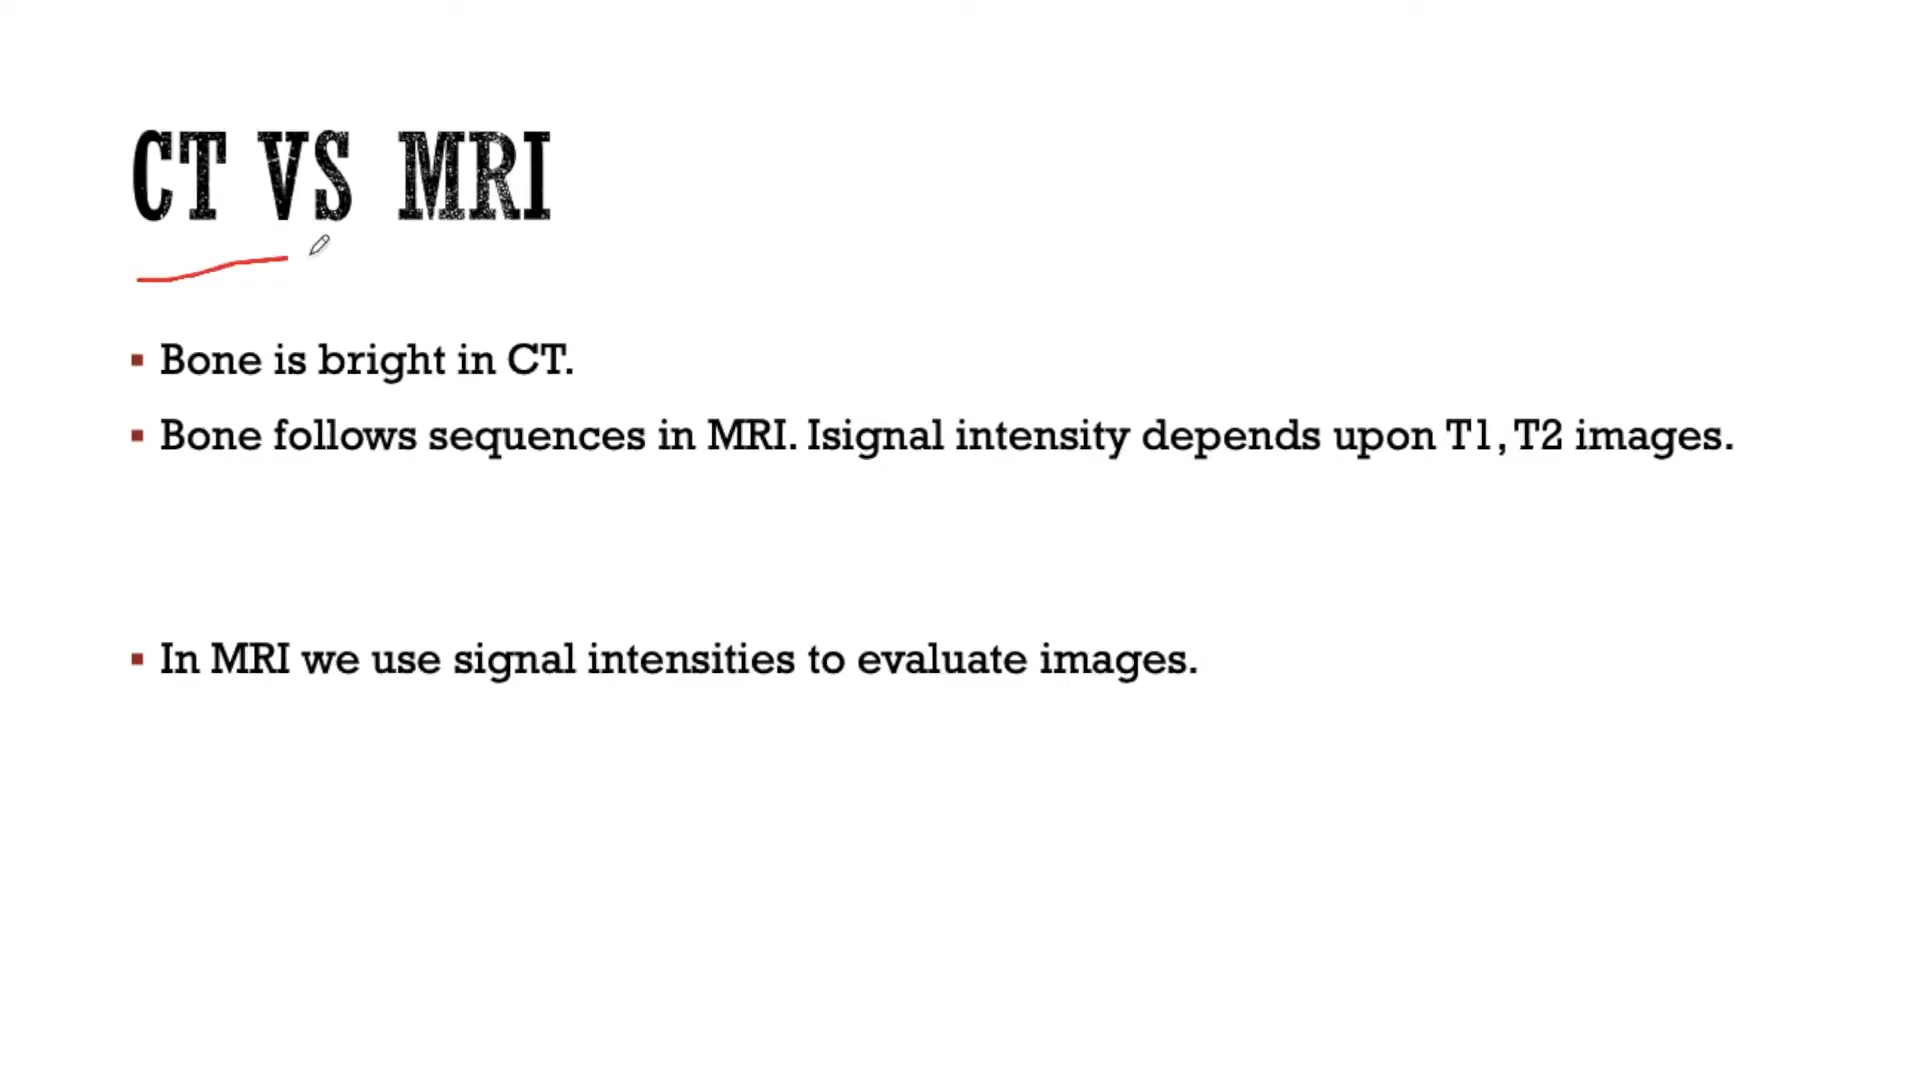 CT VS MRI
Bone is bright in CT.
Bone follows sequences in MRI. Isignal intensity depends upon T1, T2 images.
In MRI we use signal intensities to evaluate images.